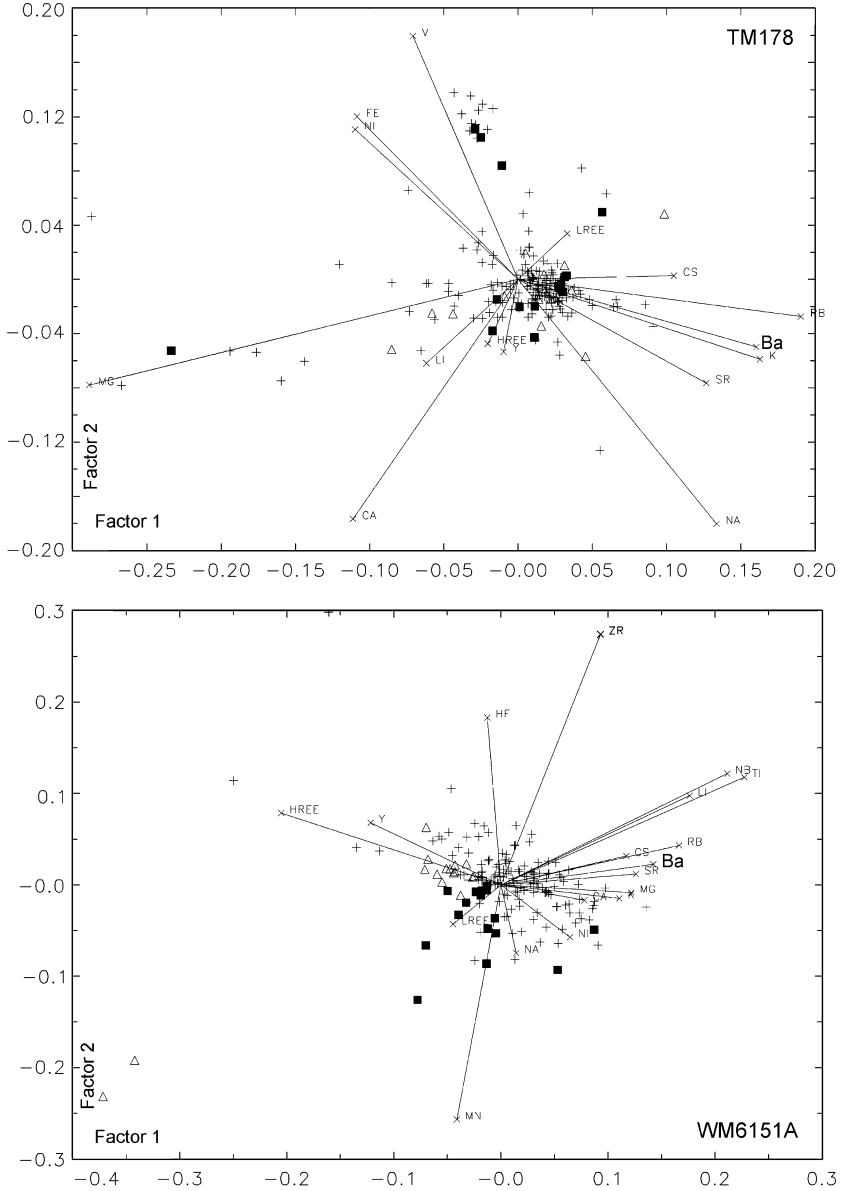 0.20
TM178
V
0.12
FE
NI
0.04
LREE
CS
RB
−0.04
HREE
Y
Ba
K
LI
SR
MG
−0.12
Factor 2
Factor 1
CA
NA
−0.20
−0.25 −0.15 −0.10 −0.05 −0.00 0.05 0.10 0.15 0.20
0.3
ZR
0.2
HF
NB TI
LI
0.1
HREE
Y
RB
CS
Ba
SR
−0.0
MG
CA
LREE
NI
NA
−0.1
−0.2
Factor 2
MN
Factor 1
WM6151A
−0.3
−0.4 −0.3 −0.2 −0.1 −0.0 0.1 0.2 0.3